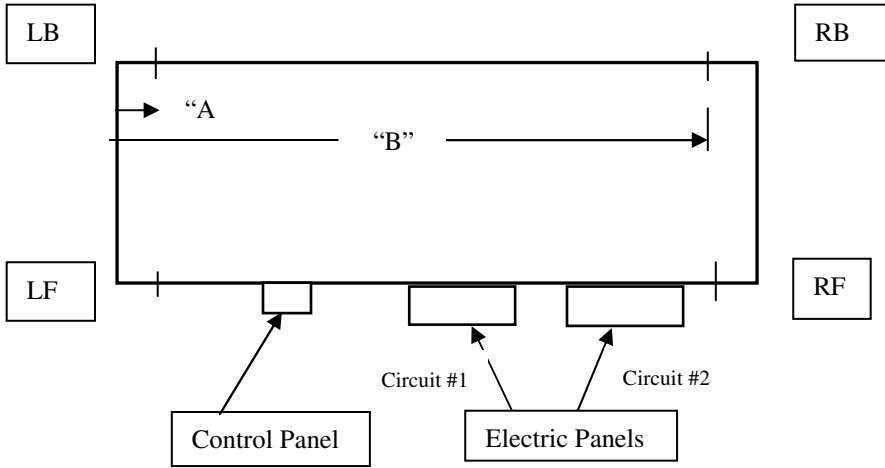 LB
RB
“A
“B”
LF
RF
Circuit #1
Circuit #2
Control Panel
Electric Panels